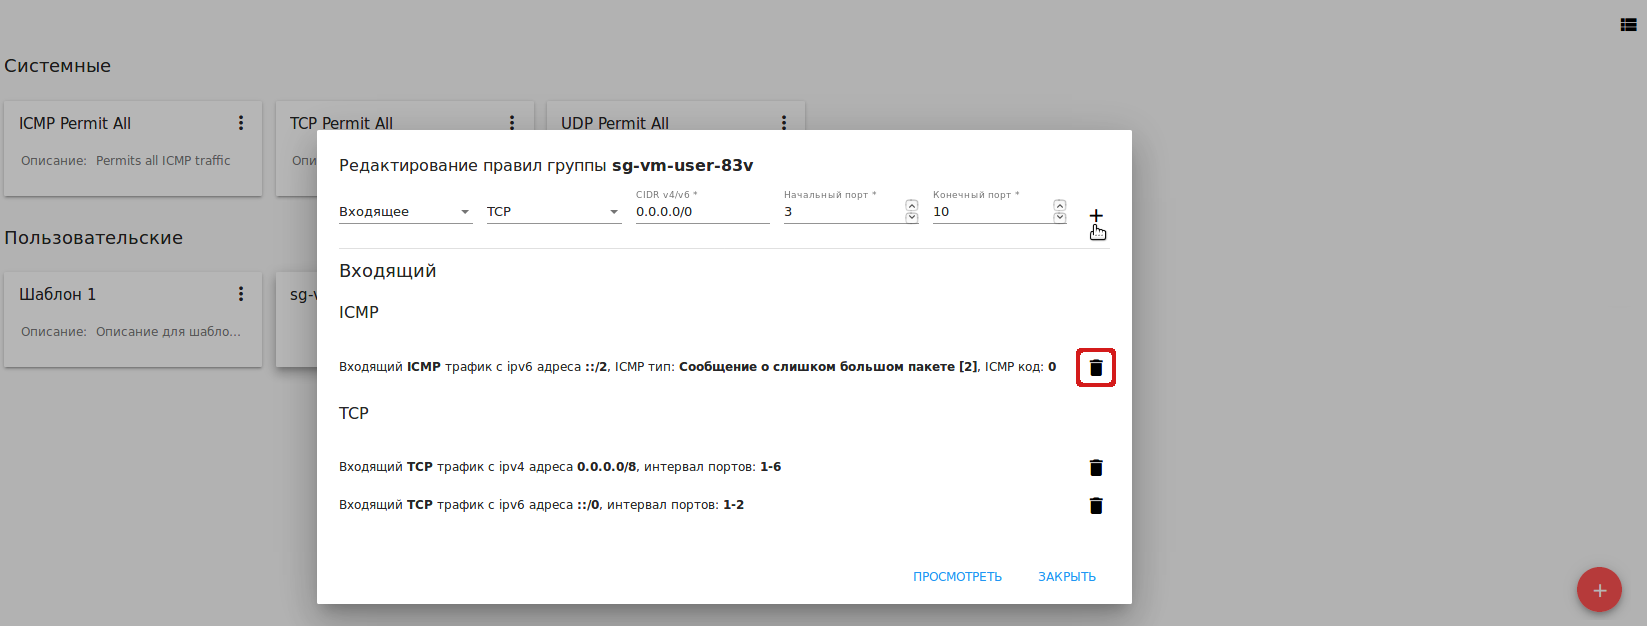 Системные
ICMP Permit All
TCP Permit All
UDP Permit All
Описание: Permits all ICMP traffic
Опи
Пользовательские
Шаблон 1
sg-v
Описание: Описание для шабло...
Редактирование правил группы sg-vm-user-83v
CIDR v4/v6 * Начальный порт * Конечный порт *
Входящее TCP 0.0.0.0/0 3 10
Входящий
ICMP
Входящий ICMP трафик с ipv6 адреса ::/2, ICMP тип: Сообщение о слишком большом пакете [2], ICMP код: 0
TCP
Входящий TCP трафик с ipv4 адреса 0.0.0.0/8, интервал портов: 1-6
Входящий TCP трафик с ipv6 адреса ::/0, интервал портов: 1-2
ПРОСМОТРЕТЬ ЗАКРЫТЬ